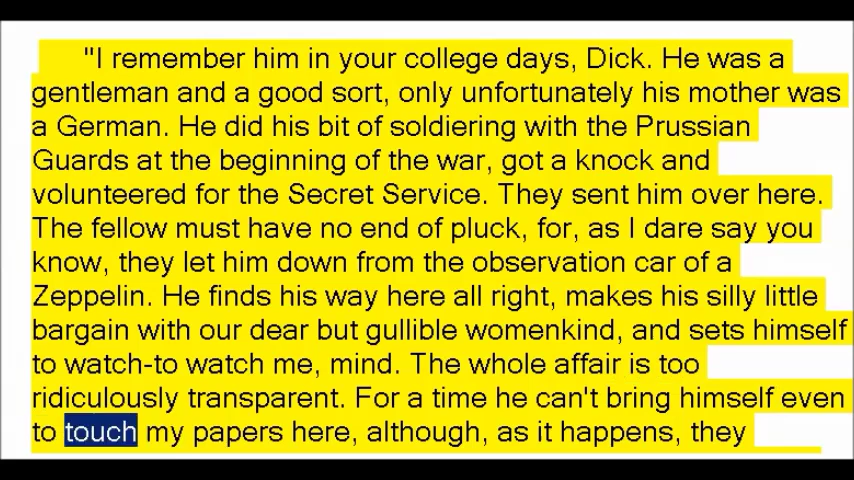 "I remember him in your college days, Dick. He was a
gentleman and a good sort, only unfortunately his mother was
a German. He did his bit of soldiering with the Prussian
Guards at the beginning of the war, got a knock and
volunteered for the Secret Service. They sent him over here.
The fellow must have no end of pluck, for, as I dare say you
know, they let him down from the observation car of a
Zeppelin. He finds his way here all right, makes his silly little
bargain with our dear but gullible womenkind, and sets himself
to watch-to watch me, mind. The whole affair is too
ridiculously transparent. For a time he can't bring himself even
to touch my papers here, although, as it happens, they